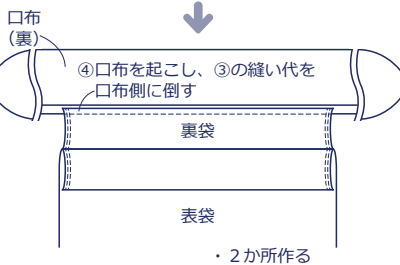 口布
（裏）
④口布を起こし、③の縫い代を
口布側に倒す
裏袋
表袋
・２か所作る